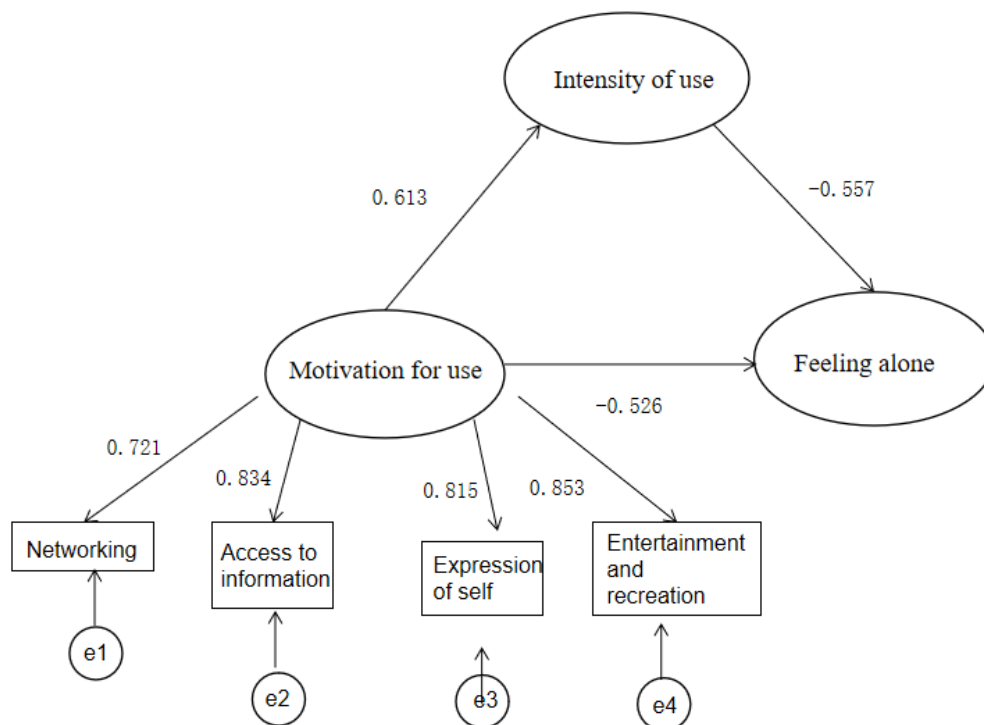 Intensity of use
0.613
-0.557
Motivation for use
Feeling alone
-0.526
0.721
0.834
0.815
0.853
Networking
Access to
information
Expression
of self
Entertainment
and
recreation
e1
e2
e3
e4